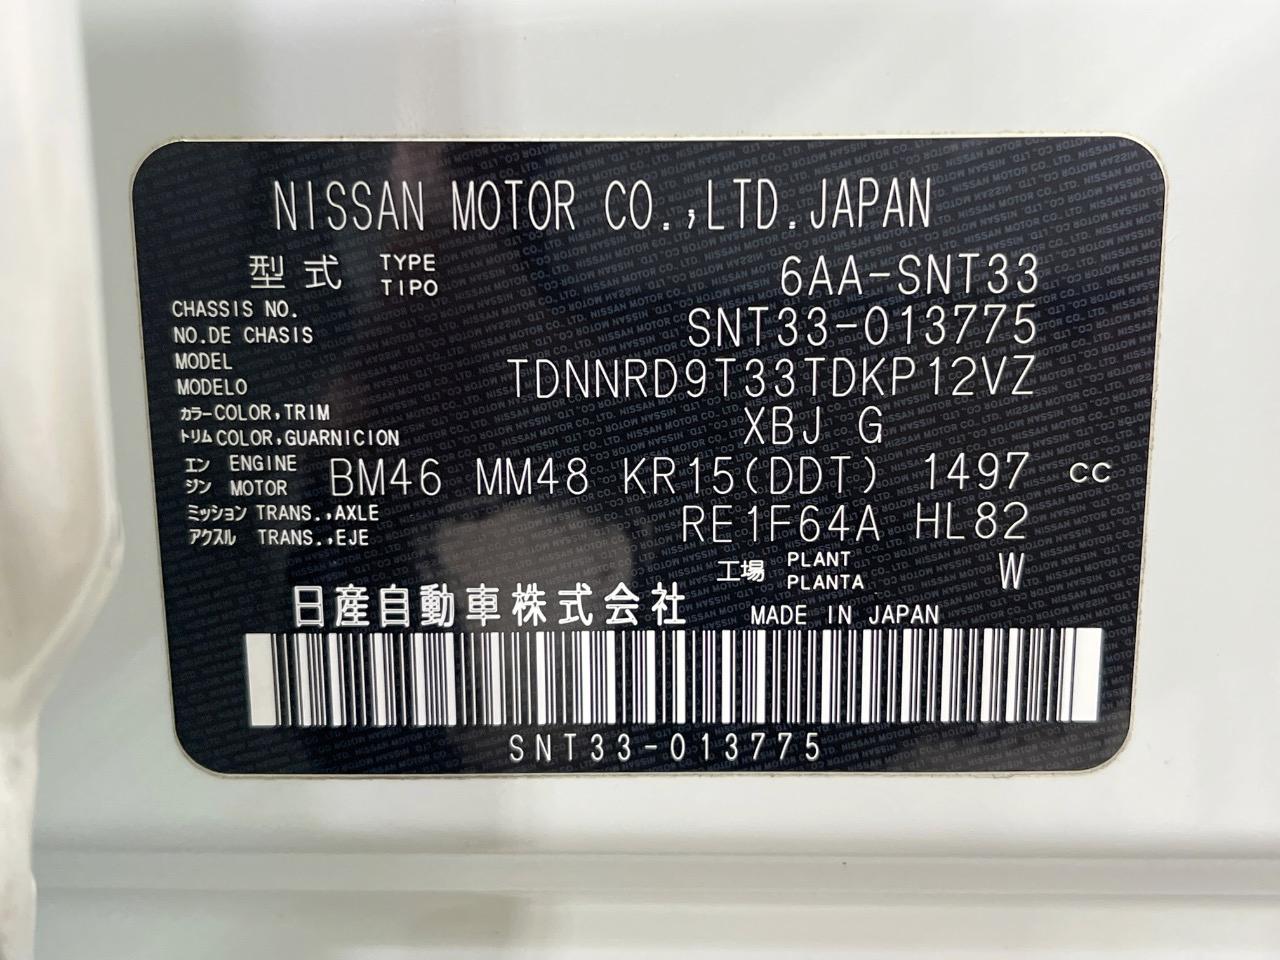 NISSAN MOTOR CO.,LTD.JAPAN
型式 TYPE TIPO 6AA-SNT33
CHASSIS NO. NO.DE CHASIS SNT33-013775
MODEL MODELO TDNNRD9T33TDKP12VZ
カラー COLOR,TRIM
トリム COLOR,GUARNICION XBJ G
エンジン ENGINE MOTOR BM46 MM48 KR15(DDT) 1497 cc
ミッション TRANS.,AXLE
アクスル TRANS.,EJE RE1F64A HL82
工場 PLANT PLANTA W
日産自動車株式会社 MADE IN JAPAN
SNT33-013775